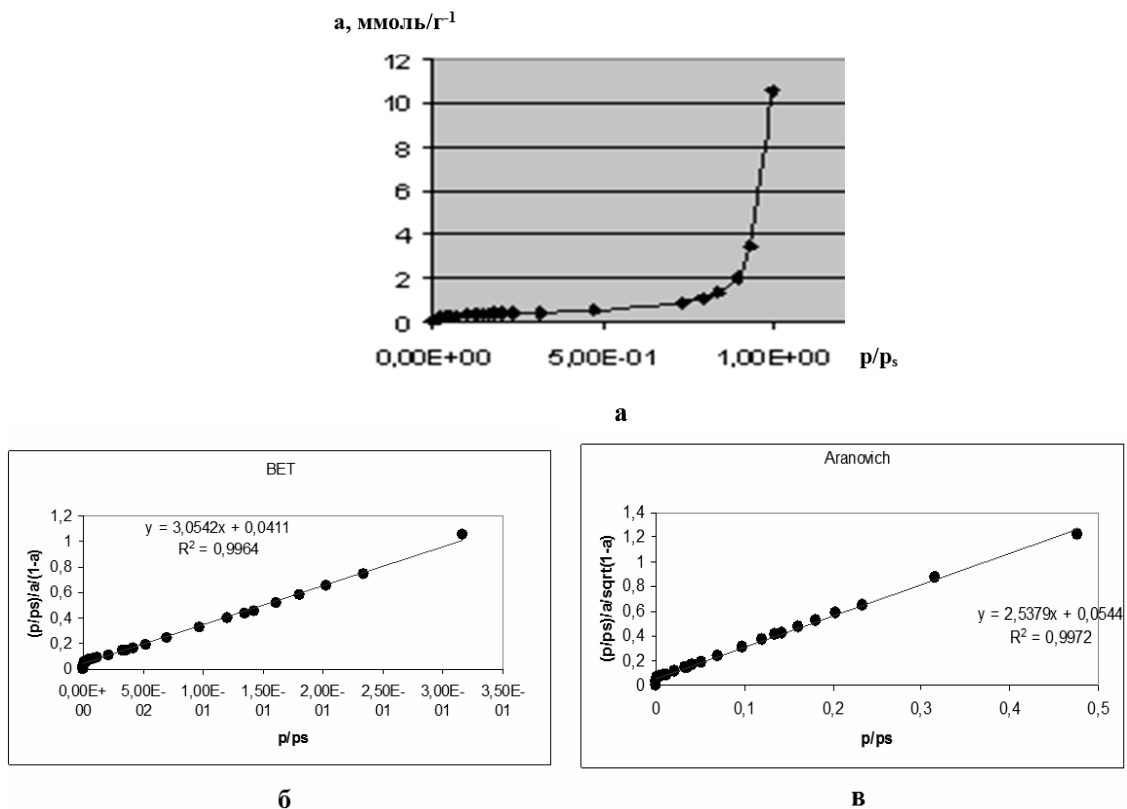 а, ммоль/г-1
12
10
8
6
4
2
0
0,00E+00 5,00E-01 1,00E+00 p/ps
а
BET
(p/ps)/a/(1-a)
1,2
1
0,8
0,6
0,4
0,2
0
y = 3,0542x + 0,0411
R2 = 0,9964
0,00E+00 5,00E-02 1,00E-01 1,50E-01 2,00E-01 2,50E-01 3,00E-01 3,50E-01
p/ps
б
Aranovich
(p/ps)/a/sqrt(1-a)
1,4
1,2
1
0,8
0,6
0,4
0,2
0
y = 2,5379x + 0,0544
R2 = 0,9972
0 0,1 0,2 0,3 0,4 0,5
p/ps
в